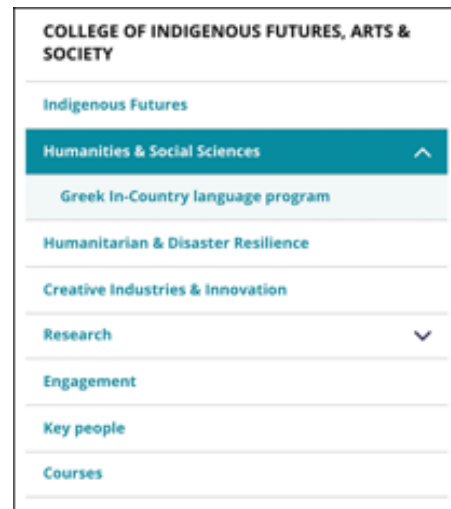 COLLEGE OF INDIGENOUS FUTURES, ARTS &
SOCIETY
Indigenous Futures
Humanities & Social Sciences
Greek In-Country language program
Humanitarian & Disaster Resilience
Creative Industries & Innovation
Research
Engagement
Key people
Courses